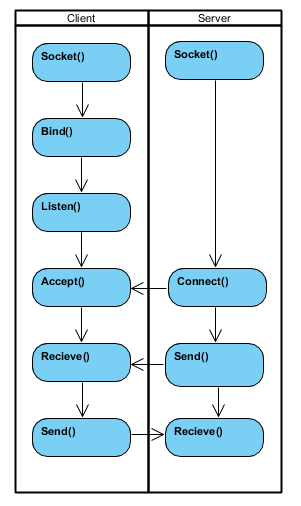 Client
Server
Socket()
Socket()
Bind()
Listen()
Accept()
Connect()
Recieve()
Send()
Send()
Recieve()